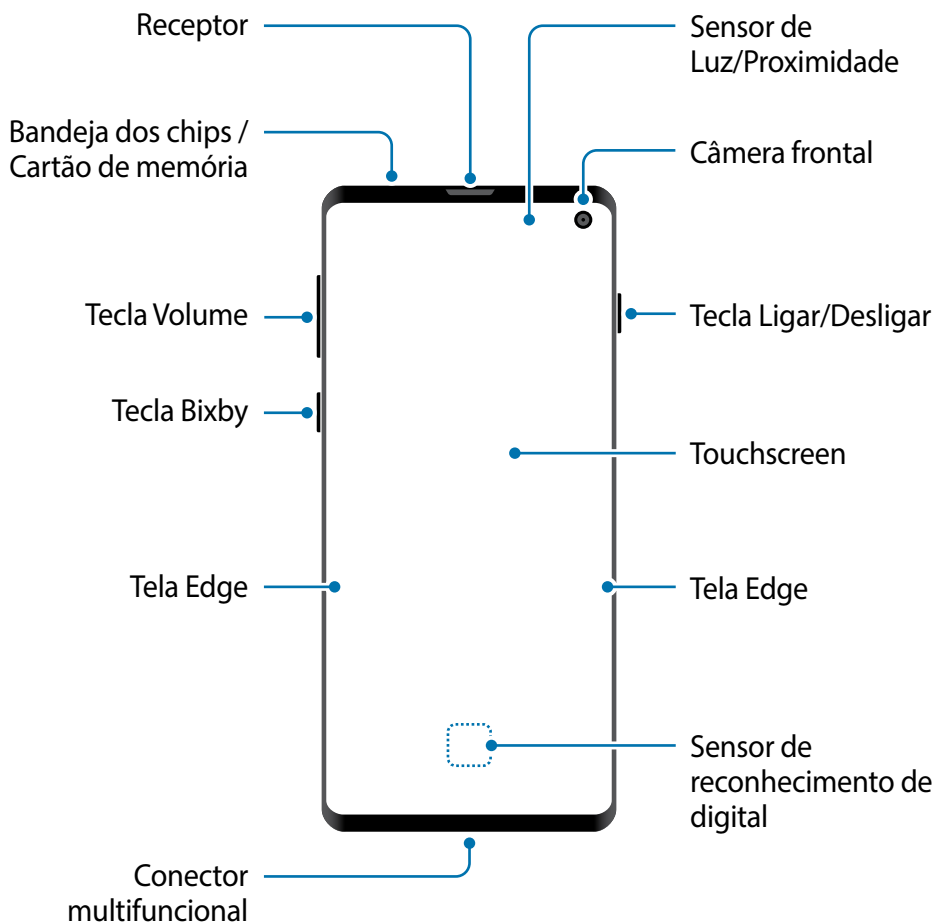 Receptor
Bandeja dos chips /
Cartão de memória
Tecla Volume
Tecla Bixby
Tela Edge
Conector
multifuncional
Sensor de
Luz/Proximidade
Câmera frontal
Tecla Ligar/Desligar
Touchscreen
Tela Edge
Sensor de
reconhecimento de
digital